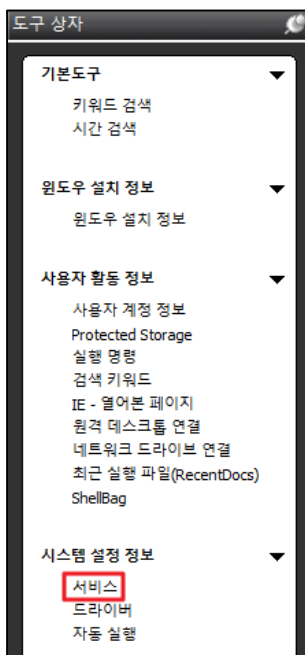 도구 상자
기본도구
키워드 검색
시간 검색
윈도우 설치 정보
윈도우 설치 정보
사용자 활동 정보
사용자 계정 정보
Protected Storage
실행 명령
검색 키워드
IE - 열어본 페이지
원격 데스크톱 연결
네트워크 드라이브 연결
최근 실행 파일(RecentDocs)
ShellBag
시스템 설정 정보
서비스
드라이버
자동 실행